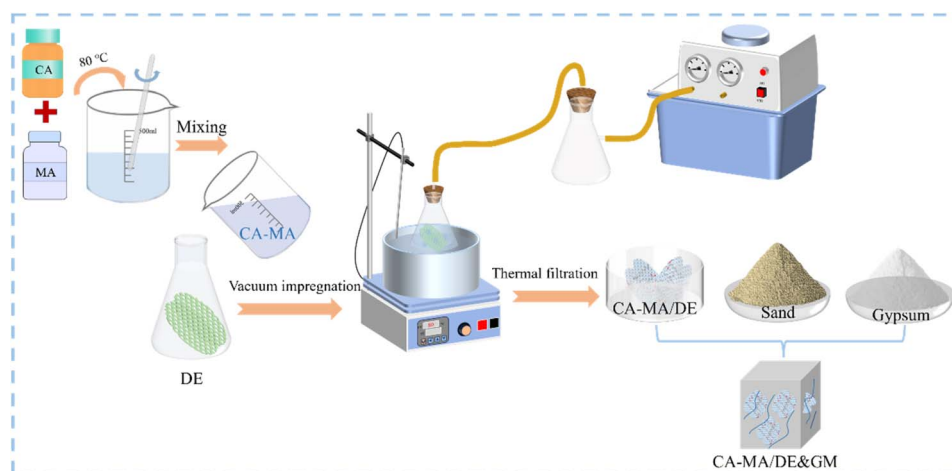 CA
80 °C
MA
Mixing
CA-MA
DE
Vacuum impregnation
Thermal filtration
CA-MA/DE
Sand
Gypsum
CA-MA/DE&GM